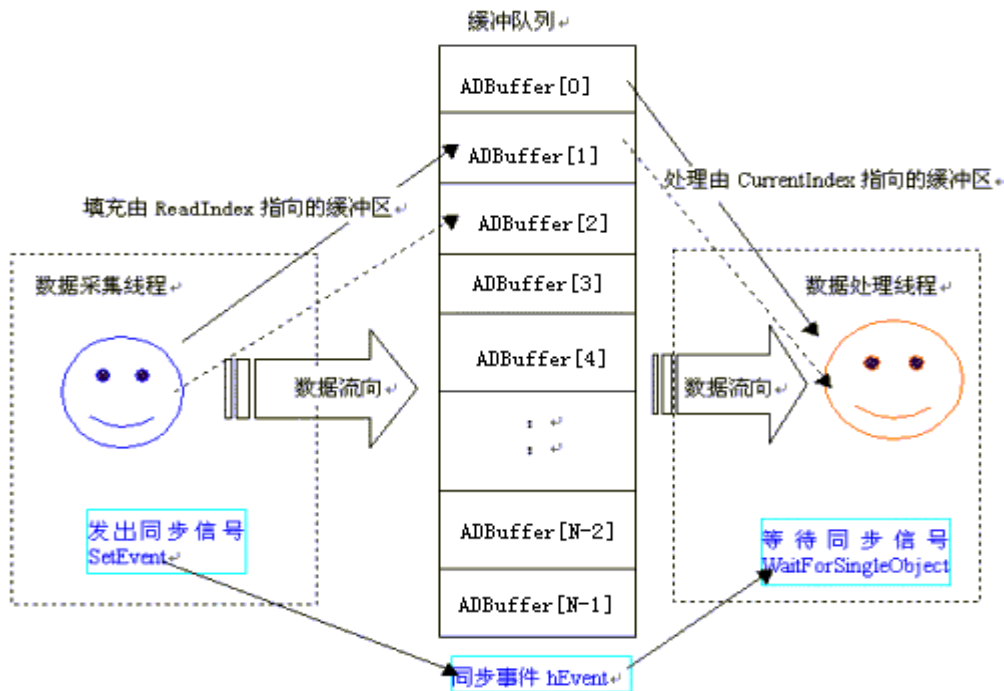 缓冲队列
ADBuffer[0]
ADBuffer[1]
填充由 ReadIndex 指向的缓冲区
处理由 CurrentIndex 指向的缓冲区
ADBuffer[2]
数据采集线程
ADBuffer[3]
数据处理线程
ADBuffer[4]
数据流向
数据流向
:
:
发出同步信号
SetEvent
ADBuffer[N-2]
等待同步信号
WaitForSingleObject
ADBuffer[N-1]
同步事件 hEvent